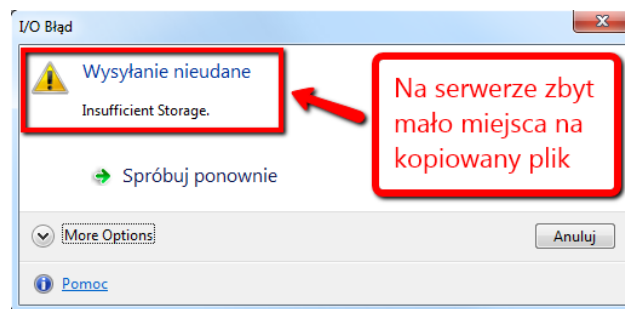 I/O Błąd
Wysyłanie nieudane
Insufficient Storage.
Na serwerze zbyt
mało miejsca na
kopiowany plik
Spróbuj ponownie
More Options
Anuluj
Pomoc